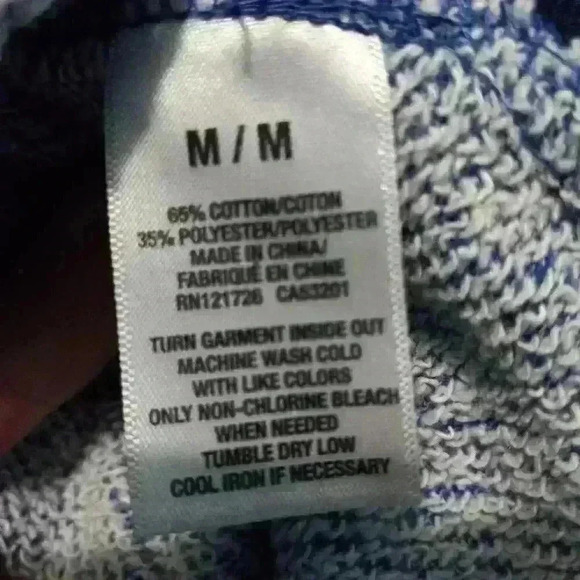 M / M
65% COTTON/COTON
35% POLYESTER/POLYESTER
MADE IN CHINA/
FABRIQUÉ EN CHINE
RN121726 CA53201
TURN GARMENT INSIDE OUT
MACHINE WASH COLD
WITH LIKE COLORS
ONLY NON-CHLORINE BLEACH
WHEN NEEDED
TUMBLE DRY LOW
COOL IRON IF NECESSARY